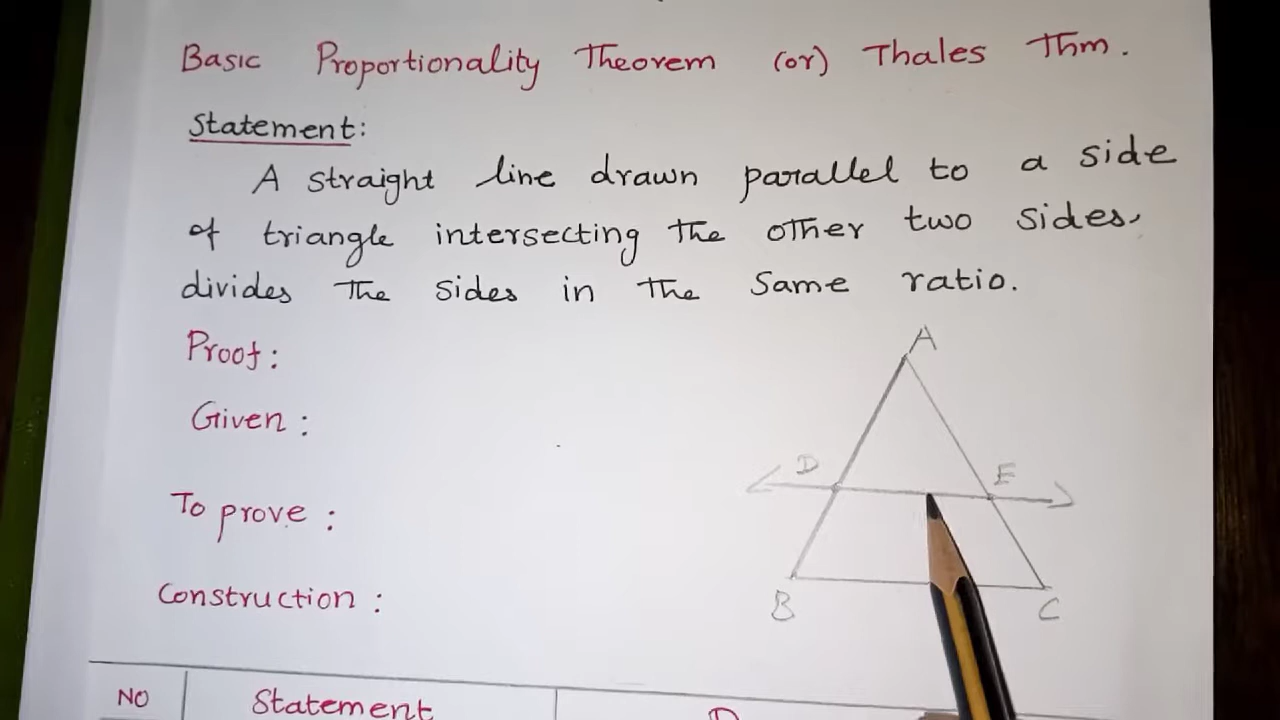 Basic Proportionality Theorem (or) Thales Thm.
Statement:
A straight line drawn parallel to a side
of triangle intersecting the other two sides,
divides the sides in the same ratio.
Proof:
Given:
To prove:
Construction:
A
D
E
B
C
NO Statement